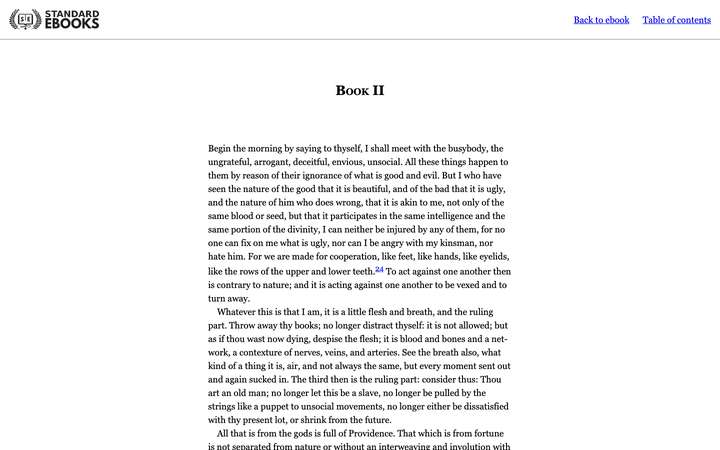 STANDARD
EBOOKS
Back to ebook
Table of contents
Book II
Begin the morning by saying to thyself, I shall meet with the busybody, the
ungrateful, arrogant, deceitful, envious, unsocial. All these things happen to
them by reason of their ignorance of what is good and evil. But I who have
seen the nature of the good that it is beautiful, and of the bad that it is ugly,
and the nature of him who does wrong, that it is akin to me, not only of the
same blood or seed, but that it participates in the same intelligence and the
same portion of the divinity, I can neither be injured by any of them, for no
one can fix on me what is ugly, nor can I be angry with my kinsman, nor
hate him. For we are made for cooperation, like feet, like hands, like eyelids,
like the rows of the upper and lower teeth.24 To act against one another then
is contrary to nature; and it is acting against one another to be vexed and to
turn away.
Whatever this is that I am, it is a little flesh and breath, and the ruling
part. Throw away thy books; no longer distract thyself: it is not allowed; but
as if thou wast now dying, despise the flesh; it is blood and bones and a net-
work, a contexture of nerves, veins, and arteries. See the breath also, what
kind of a thing it is, air, and not always the same, but every moment sent out
and again sucked in. The third then is the ruling part: consider thus: Thou
art an old man; no longer let this be a slave, no longer be pulled by the
strings like a puppet to unsocial movements, no longer either be dissatisfied
with thy present lot, or shrink from the future.
All that is from the gods is full of Providence. That which is from fortune
is not separated from nature or without an interweaving and involution with